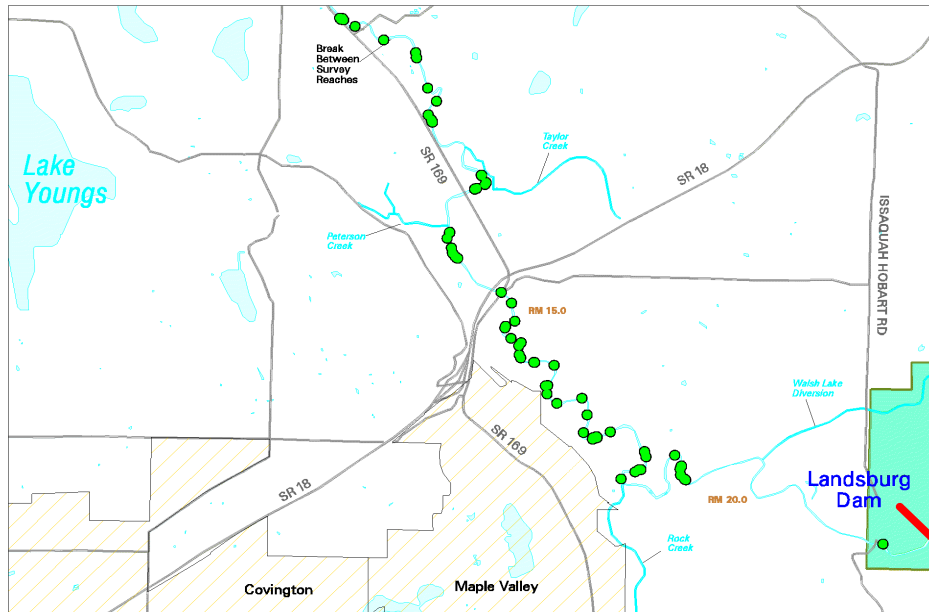 Break
Between
Survey
Reaches
Lake
Youngs
SR 169
Taylor
Creek
SR 18
ISSAQUAH HOBART RD
Peterson
Creek
RM 15.0
Walsh Lake
Diversion
SR 169
SR 18
RM 20.0
Landsburg
Dam
Rock
Creek
Covington
Maple Valley